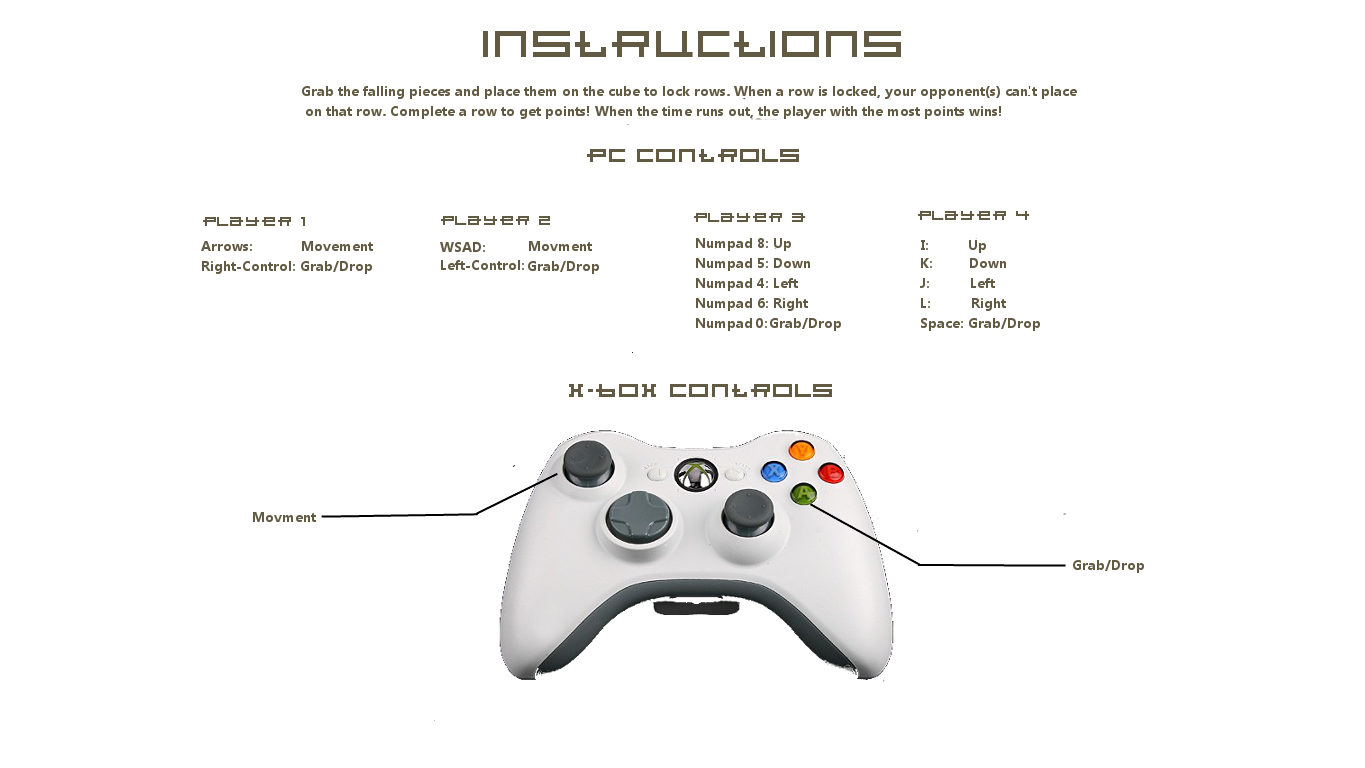 INSTRUCTIONS
Grab the falling pieces and place them on the cube to lock rows. When a row is locked, your opponent(s) can't place
on that row. Complete a row to get points! When the time runs out, the player with the most points wins!
PC CONTROLS
PLAYER 1
Arrows: Movement
Right-Control: Grab/Drop
PLAYER 2
WSAD: Movment
Left-Control: Grab/Drop
PLAYER 3
Numpad 8: Up
Numpad 5: Down
Numpad 4: Left
Numpad 6: Right
Numpad 0: Grab/Drop
PLAYER 4
I: Up
K: Down
J: Left
L: Right
Space: Grab/Drop
X-BOX CONTROLS
Y
X
B
A
Movment
Grab/Drop